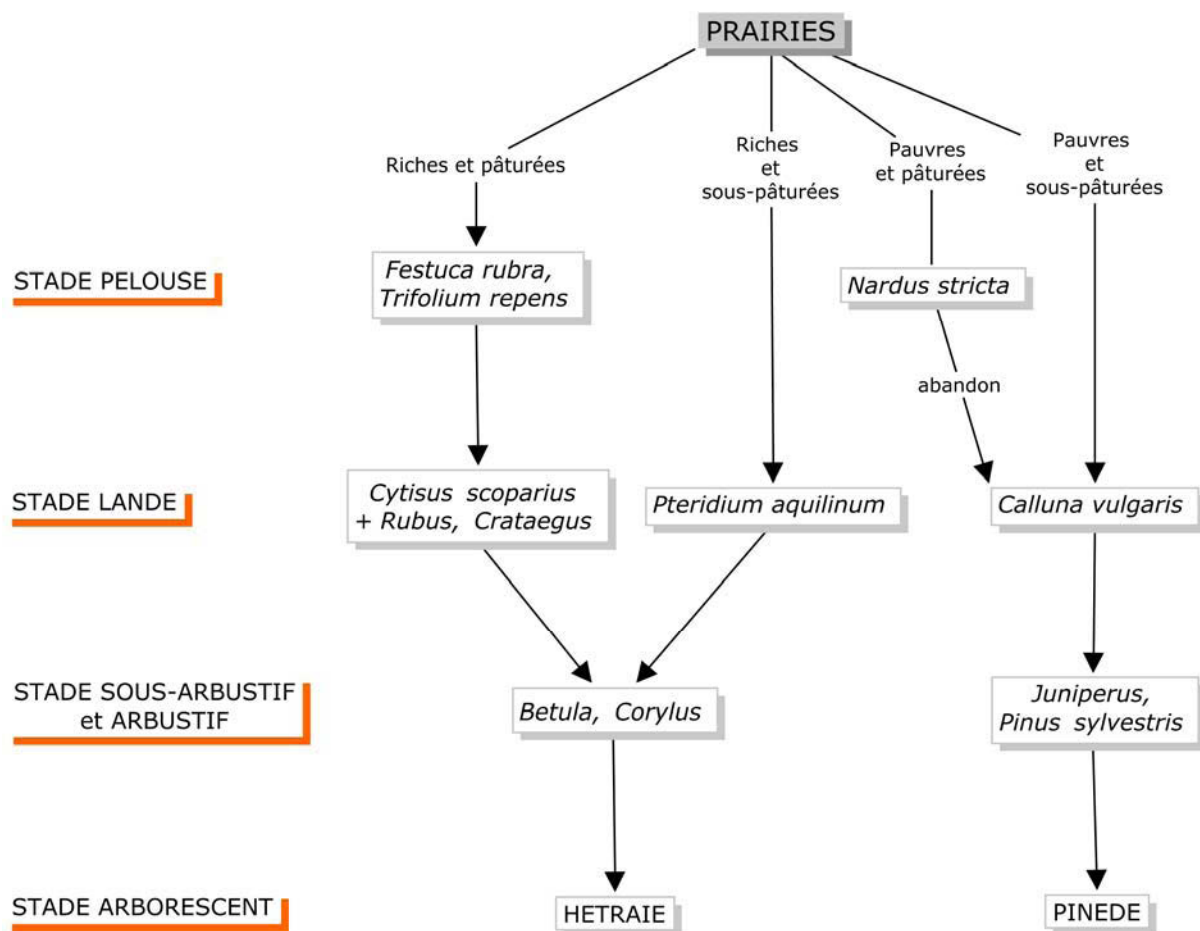 PRAIRIES
Riches et pâturées
Riches
et
sous-pâturées
Pauvres
et pâturées
Pauvres
et
sous-pâturées
STADE PELOUSE
Festuca rubra,
Trifolium repens
Nardus stricta
abandon
STADE LANDE
Cytisus scoparius
+ Rubus, Crataegus
Pteridium aquilinum
Calluna vulgaris
STADE SOUS-ARBUSTIF
et ARBUSTIF
Betula, Corylus
Juniperus,
Pinus sylvestris
STADE ARBORESCENT
HETRAIE
PINEDE